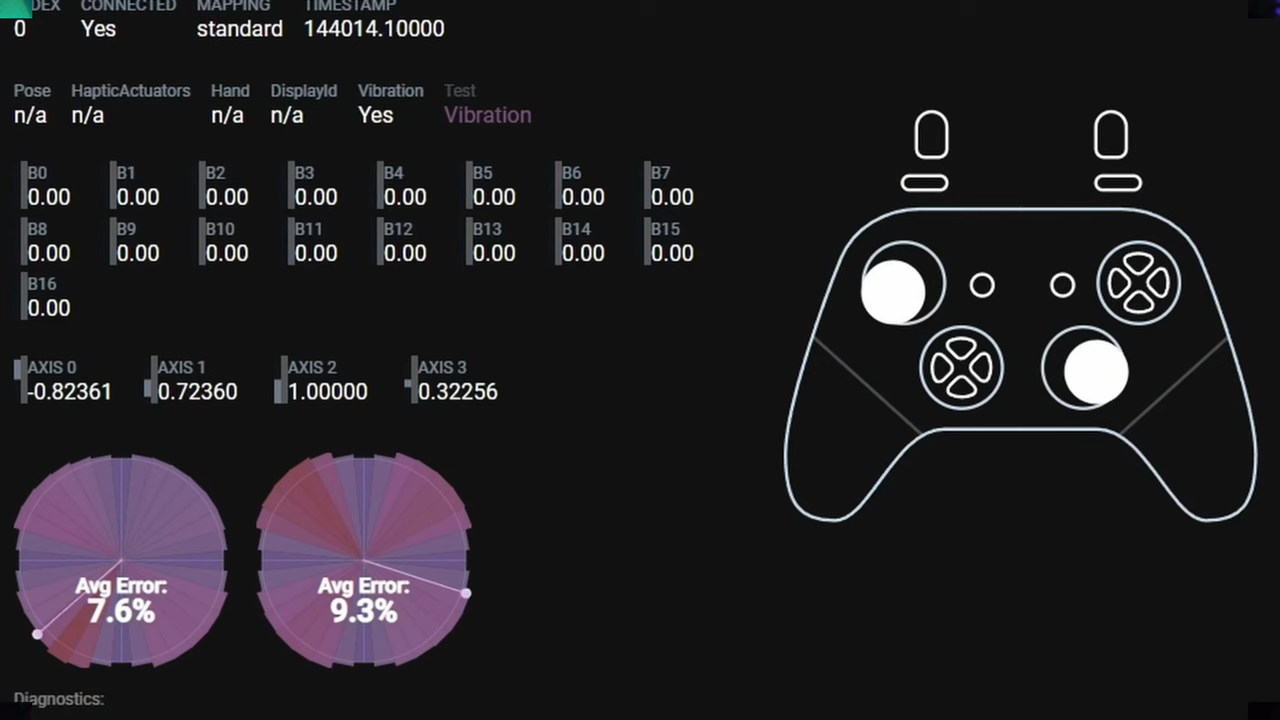 DEX CONNECTED MAPPING TIMESTAMP
0 Yes standard 144014.10000
Pose HapticActuators Hand DisplayId Vibration Test
n/a n/a n/a n/a Yes Vibration
B0 B1 B2 B3 B4 B5 B6 B7
0.00 0.00 0.00 0.00 0.00 0.00 0.00 0.00
B8 B9 B10 B11 B12 B13 B14 B15
0.00 0.00 0.00 0.00 0.00 0.00 0.00 0.00
B16
0.00
AXIS 0 AXIS 1 AXIS 2 AXIS 3
-0.82361 0.72360 1.00000 0.32256
Avg Error: Avg Error:
7.6% 9.3%
Diagnostics: